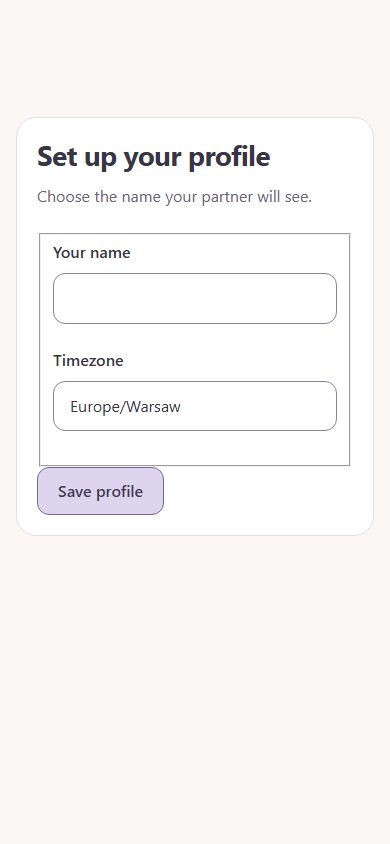 Set up your profile
Choose the name your partner will see.
Your name
Timezone
Europe/Warsaw
Save profile